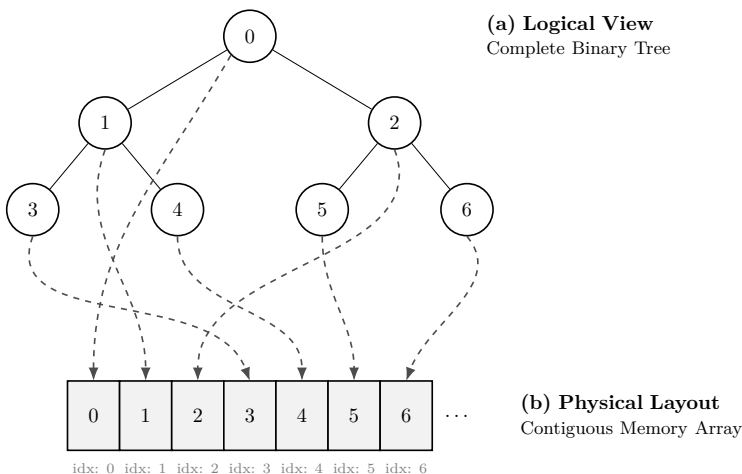 0
(a) Logical View
Complete Binary Tree
1 2
3 4 5 6
0 1 2 3 4 5 6 ...
(b) Physical Layout
Contiguous Memory Array
idx: 0 idx: 1 idx: 2 idx: 3 idx: 4 idx: 5 idx: 6